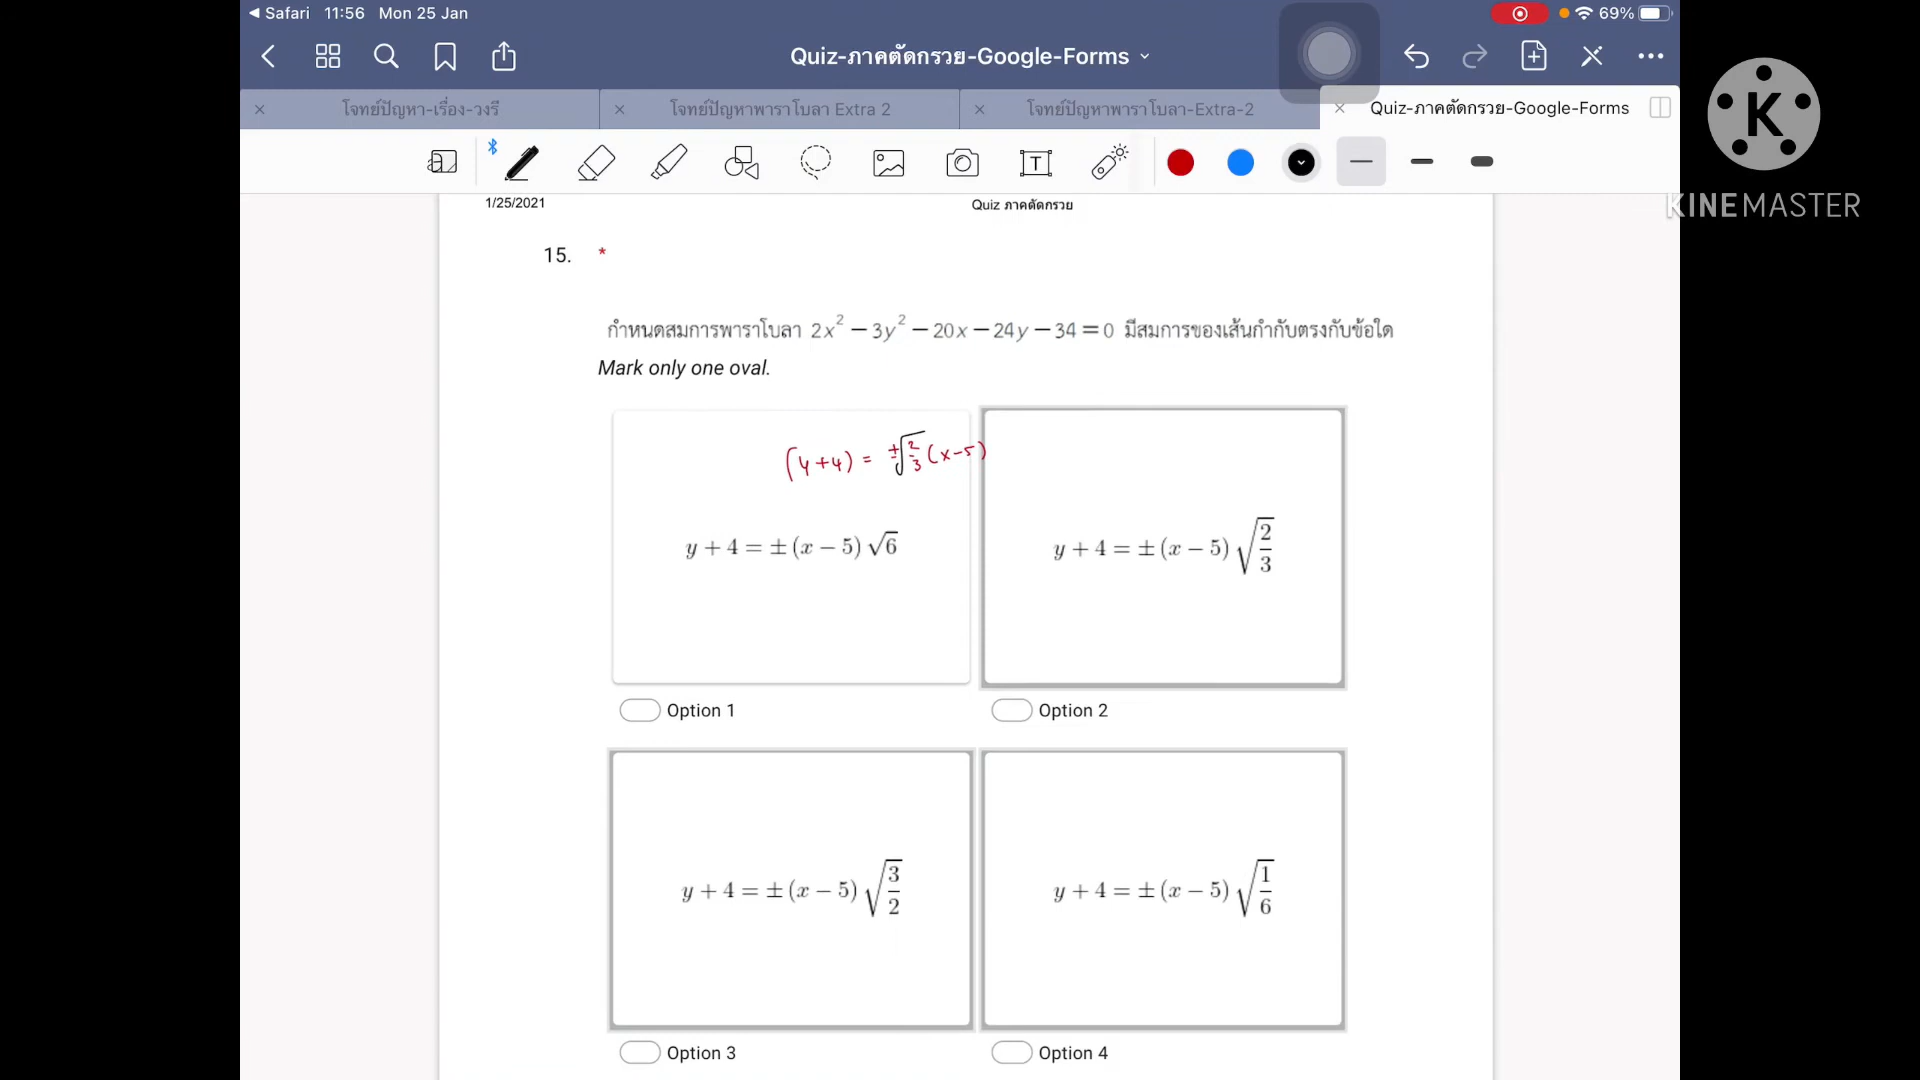 Safari 11:56 Mon 25 Jan 69%
Quiz-ภาคตัดกรวย-Google-Forms
โจทย์ปัญหา-เรื่อง-วงรี โจทย์ปัญหาพาราโบลา Extra 2 โจทย์ปัญหาพาราโบลา-Extra-2 Quiz-ภาคตัดกรวย-Google-Forms
K
KINEMASTER
a T
1/25/2021 Quiz ภาคตัดกรวย
15. *
กำหนดสมการพาราโบลา 2x² − 3y² − 20x − 24y − 34 = 0 มีสมการของเส้นกำกับตรงกับข้อใด
Mark only one oval.
(y+4) = ±√(2/3) (x−5)
y + 4 = ± (x − 5) √6
y + 4 = ± (x − 5) √(2/3)
Option 1 Option 2
y + 4 = ± (x − 5) √(3/2)
y + 4 = ± (x − 5) √(1/6)
Option 3 Option 4